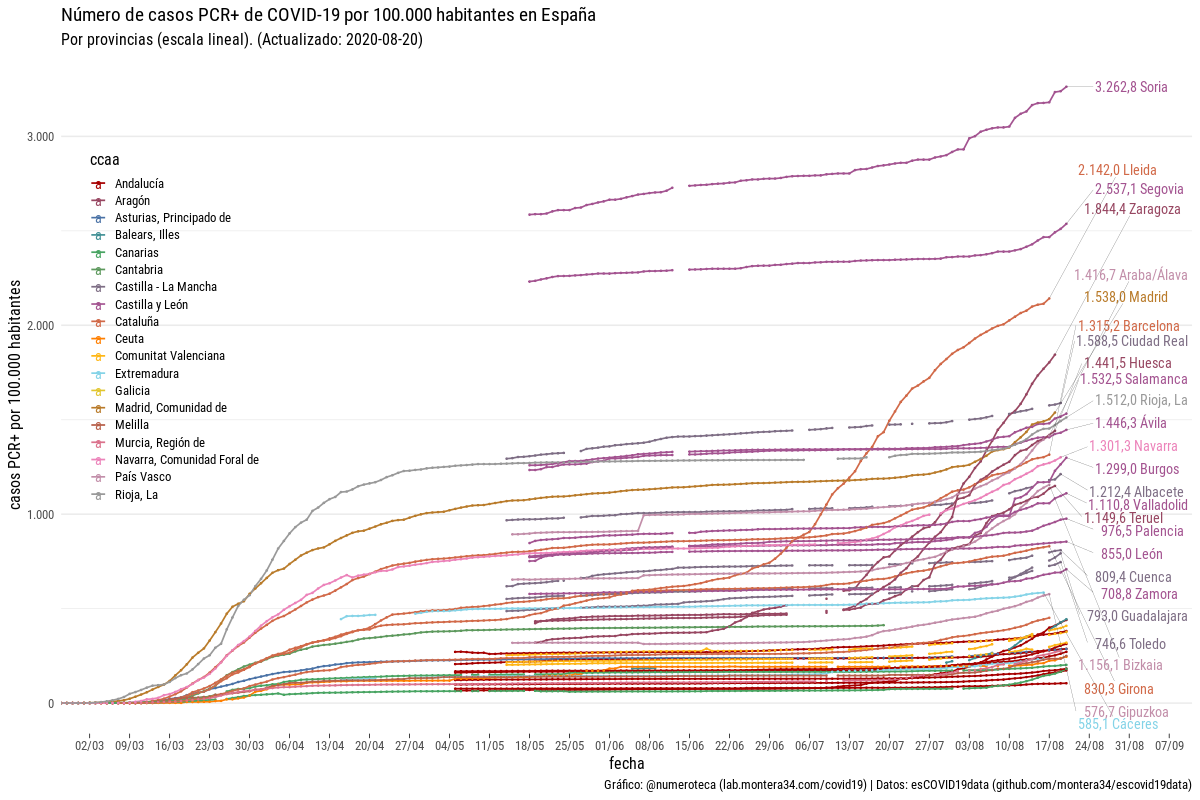 Número de casos PCR+ de COVID-19 por 100.000 habitantes en España
Por provincias (escala lineal). (Actualizado: 2020-08-20)
casos PCR+ por 100.000 habitantes
3.000
2.000
1.000
0
ccaa
Andalucía
Aragón
Asturias, Principado de
Balears, Illes
Canarias
Cantabria
Castilla - La Mancha
Castilla y León
Cataluña
Ceuta
Comunitat Valenciana
Extremadura
Galicia
Madrid, Comunidad de
Melilla
Murcia, Región de
Navarra, Comunidad Foral de
País Vasco
Rioja, La
3.262,8 Soria
2.142,0 Lleida
2.537,1 Segovia
1.844,4 Zaragoza
1.416,7 Araba/Álava
1.538,0 Madrid
1.315,2 Barcelona
1.588,5 Ciudad Real
1.441,5 Huesca
1.532,5 Salamanca
1.512,0 Rioja, La
1.446,3 Ávila
1.301,3 Navarra
1.299,0 Burgos
1.212,4 Albacete
1.110,8 Valladolid
1.149,6 Teruel
976,5 Palencia
855,0 León
809,4 Cuenca
708,8 Zamora
793,0 Guadalajara
746,6 Toledo
1.156,1 Bizkaia
830,3 Girona
576,7 Gipuzkoa
585,1 Cáceres
02/03 09/03 16/03 23/03 30/03 06/04 13/04 20/04 27/04 04/05 11/05 18/05 25/05 01/06 08/06 15/06 22/06 29/06 06/07 13/07 20/07 27/07 03/08 10/08 17/08 24/08 31/08 07/09
fecha
Gráfico: @numeroteca (lab.montera34.com/covid19) | Datos: esCOVID19data (github.com/montera34/escovid19data)